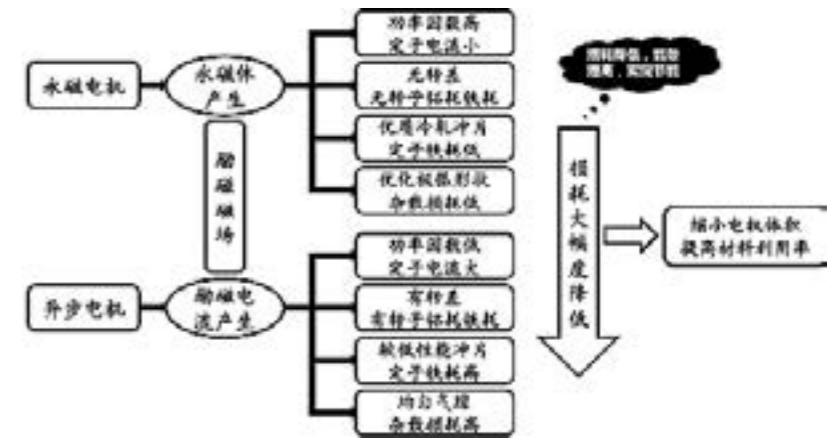 功率因数高
定子电流小
永磁电机
永磁体
产生
无转差
无转子铜耗铁耗
优质冷轧冲片
定子铁耗低
优化极弧形状
杂散损耗低
励
磁
磁
场
功率因数低
定子电流大
异步电机
励磁电
流产生
有转差
有转子铜耗铁耗
较低性能冲片
定子铁耗高
均匀气隙
杂散损耗高
损
耗
大
幅
度
降
低
缩小电机体积
提高材料利用率